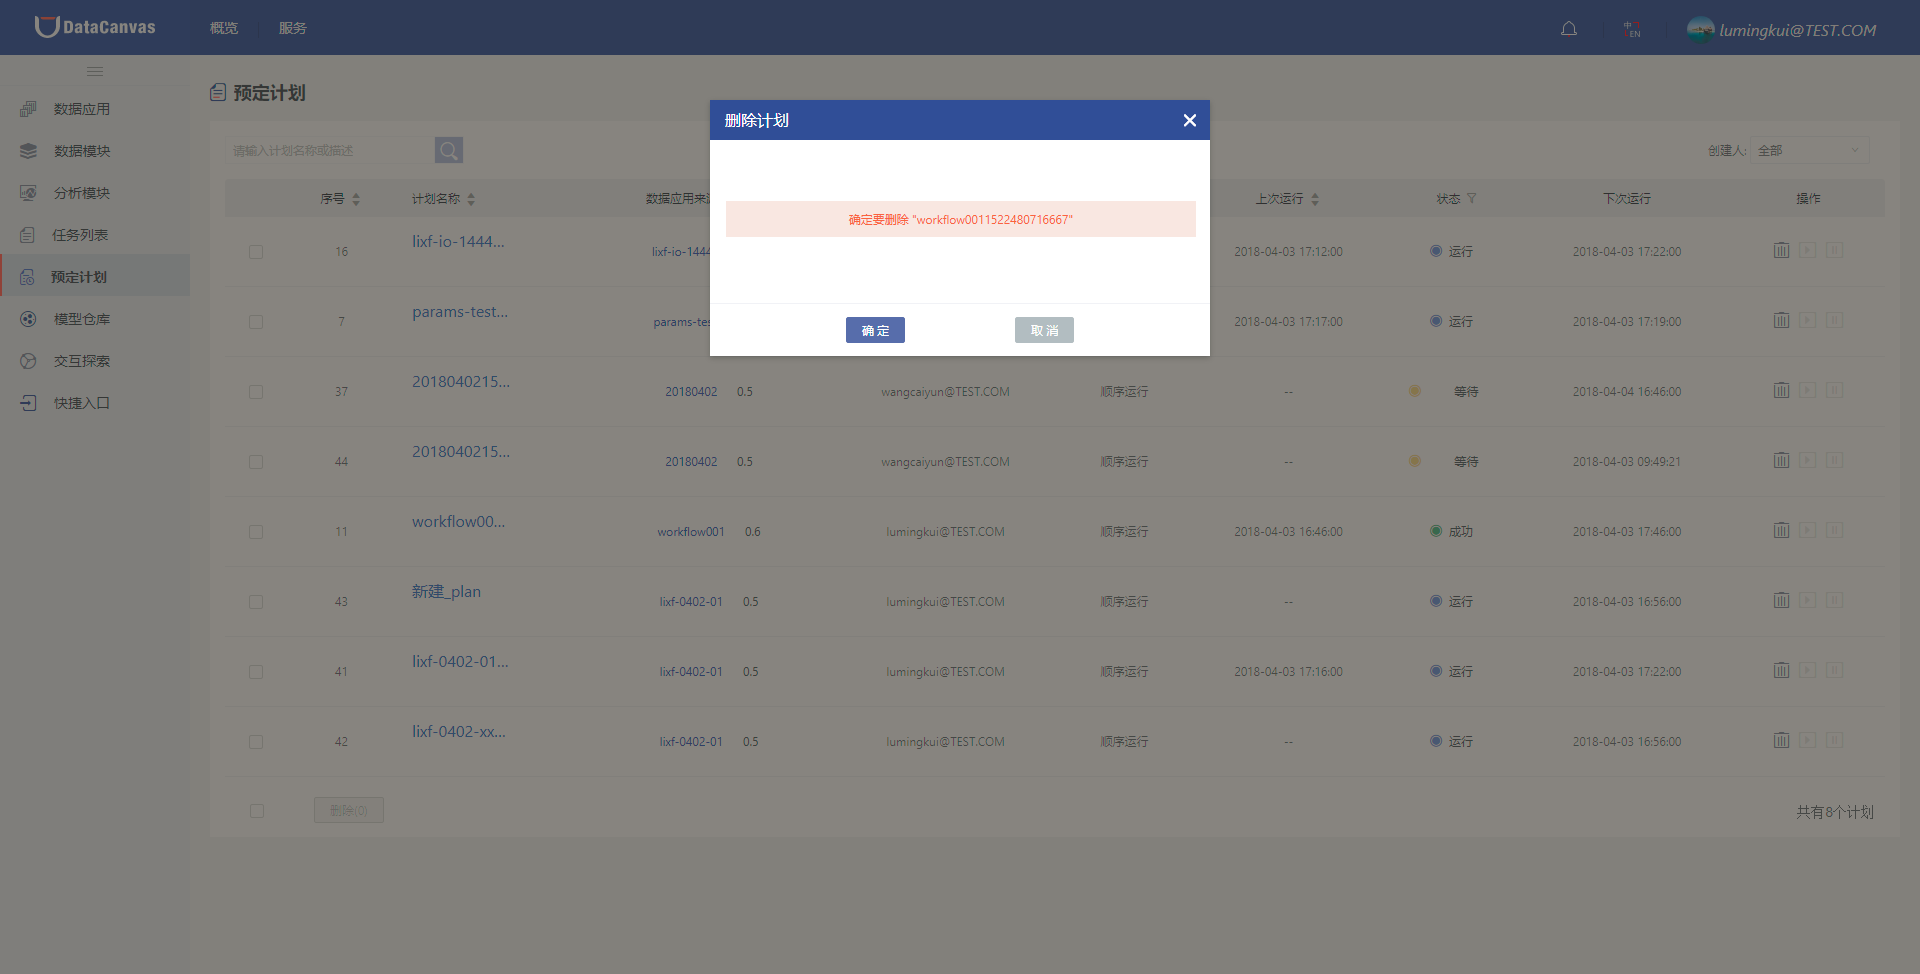 DataCanvas 概览 服务 中 EN lumingkui@TEST.COM
数据应用
数据模块
分析模块
任务列表
预定计划
模型仓库
交互探索
快捷入口
预定计划
请输入计划名称或描述 创建人: 全部
删除计划
确定要删除 "workflow0011522480716667"
确定 取消
序号 计划名称 数据应用来源 上次运行 状态 下次运行 操作
16 lixf-io-1444... lixf-io-1444 2018-04-03 17:12:00 运行 2018-04-03 17:22:00
7 params-test... params-tes 2018-04-03 17:17:00 运行 2018-04-03 17:19:00
37 2018040215... 20180402 0.5 wangcaiyun@TEST.COM 顺序运行 -- 等待 2018-04-04 16:46:00
44 2018040215... 20180402 0.5 wangcaiyun@TEST.COM 顺序运行 -- 等待 2018-04-03 09:49:21
11 workflow00... workflow001 0.6 lumingkui@TEST.COM 顺序运行 2018-04-03 16:46:00 成功 2018-04-03 17:46:00
43 新建_plan lixf-0402-01 0.5 lumingkui@TEST.COM 顺序运行 -- 运行 2018-04-03 16:56:00
41 lixf-0402-01... lixf-0402-01 0.5 lumingkui@TEST.COM 顺序运行 2018-04-03 17:16:00 运行 2018-04-03 17:22:00
42 lixf-0402-xx... lixf-0402-01 0.5 lumingkui@TEST.COM 顺序运行 -- 运行 2018-04-03 16:56:00
删除(0) 共有8个计划